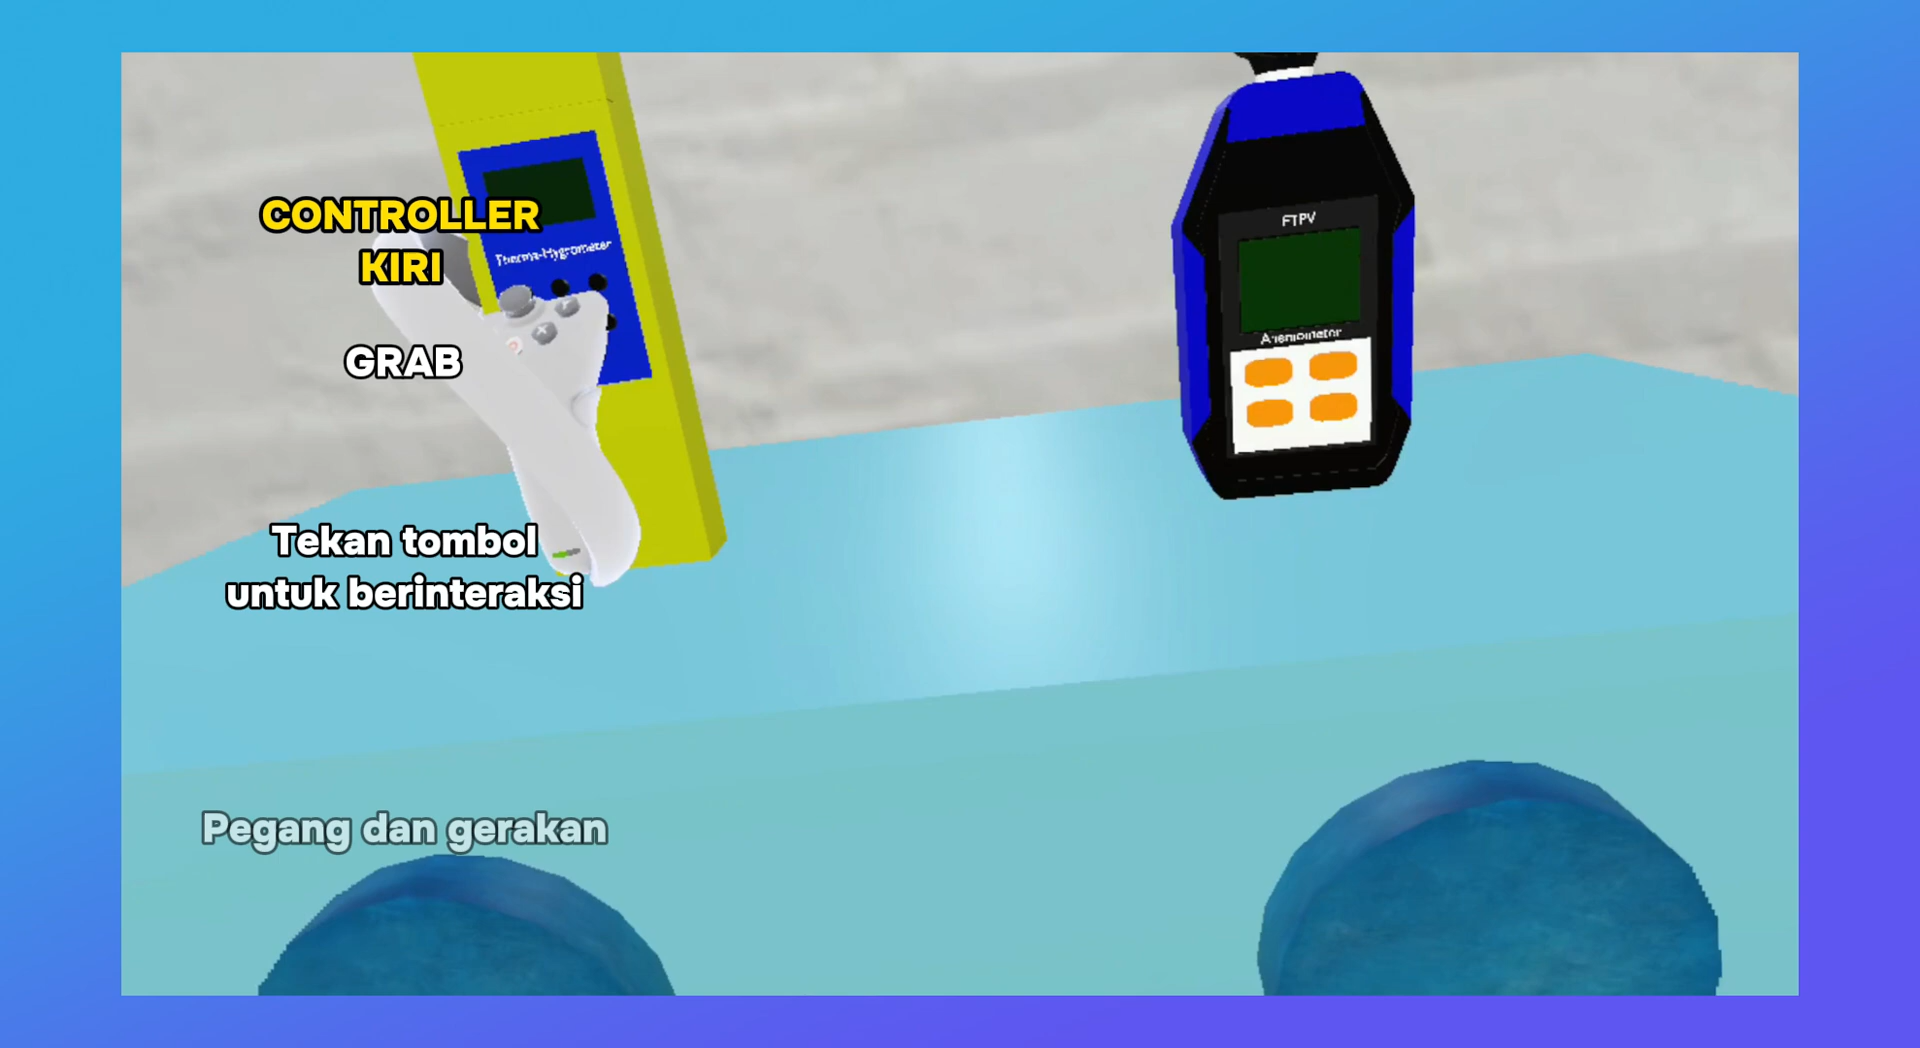 CONTROLLER
KIRI
GRAB
Tekan tombol
untuk berinteraksi
Pegang dan gerakan
Therma-Hygrometer
FTPV
Anemometer